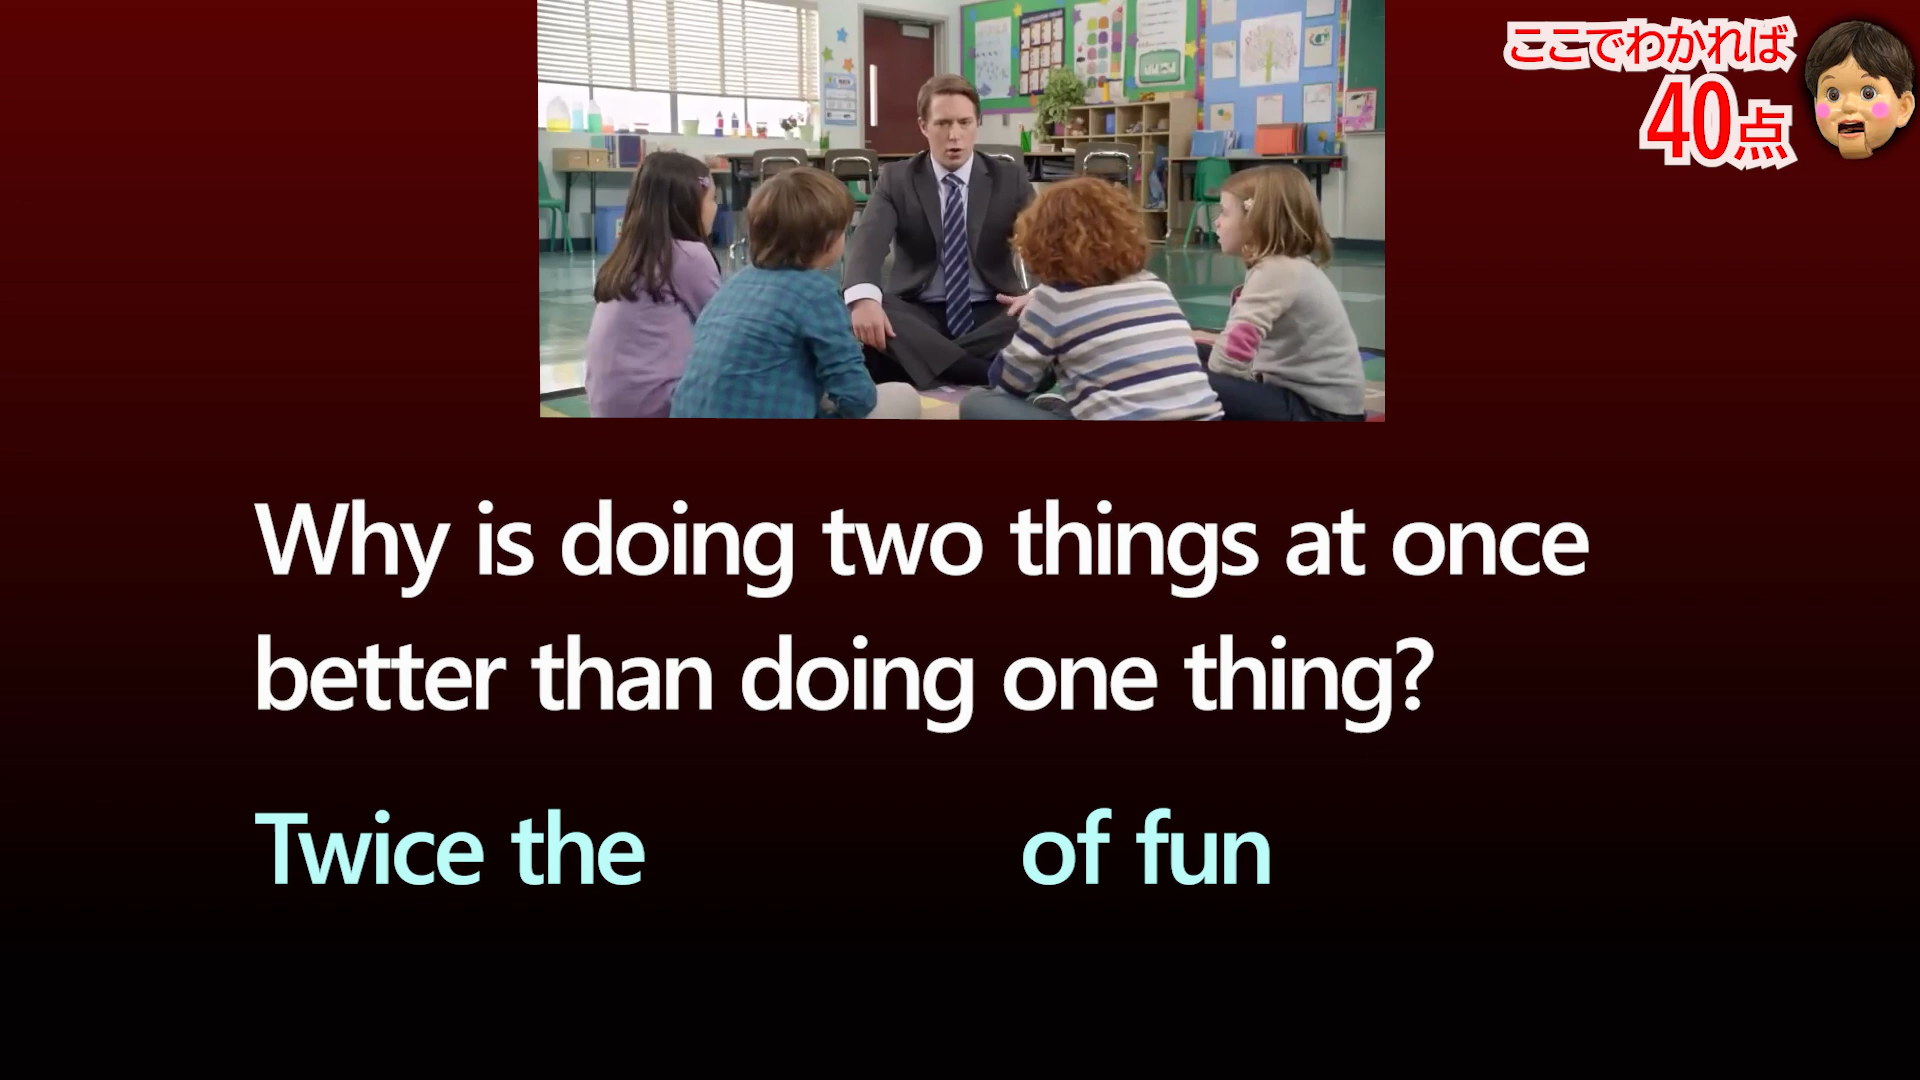 ここでわかれば
40点
Why is doing two things at once
better than doing one thing?
Twice the of fun